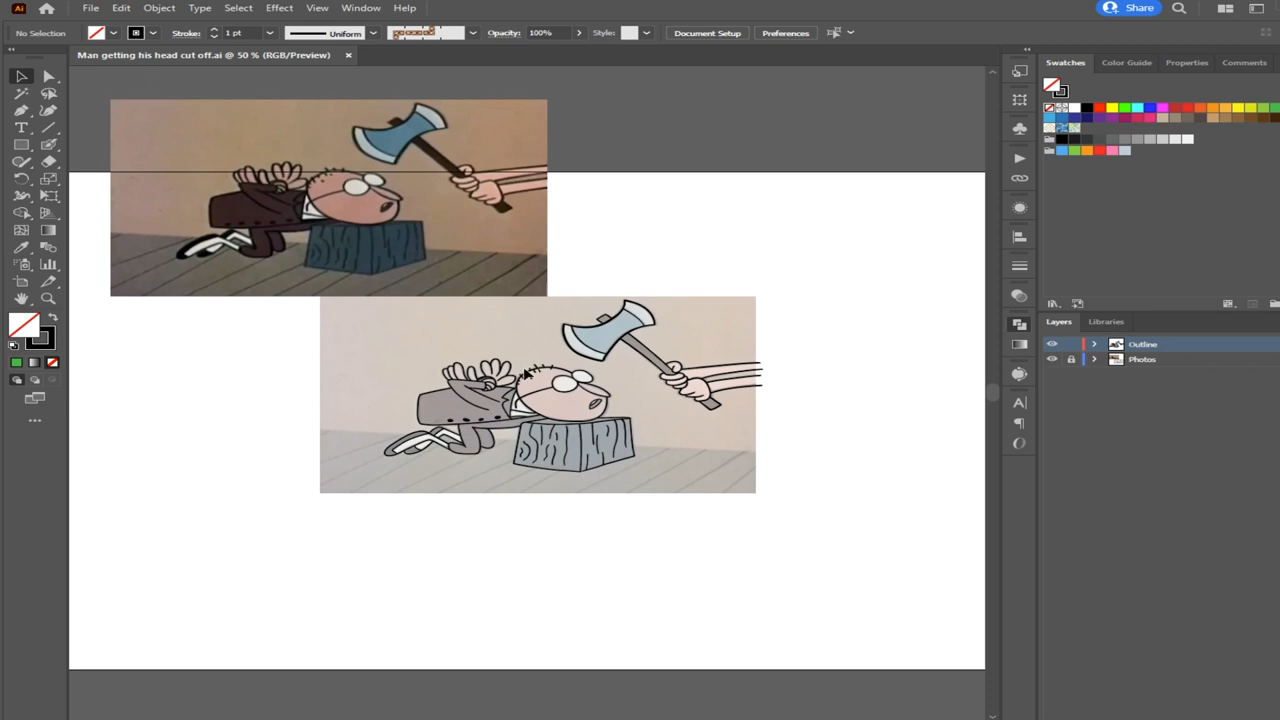 Ai File Edit Object Type Select Effect View Window Help Share
No Selection Stroke: 1 pt Uniform Opacity: 100% Style: Document Setup Preferences
Man getting his head cut off.ai @ 50 % (RGB/Preview) ×
Swatches Color Guide Properties Comments
Layers Libraries
Outline
Photos